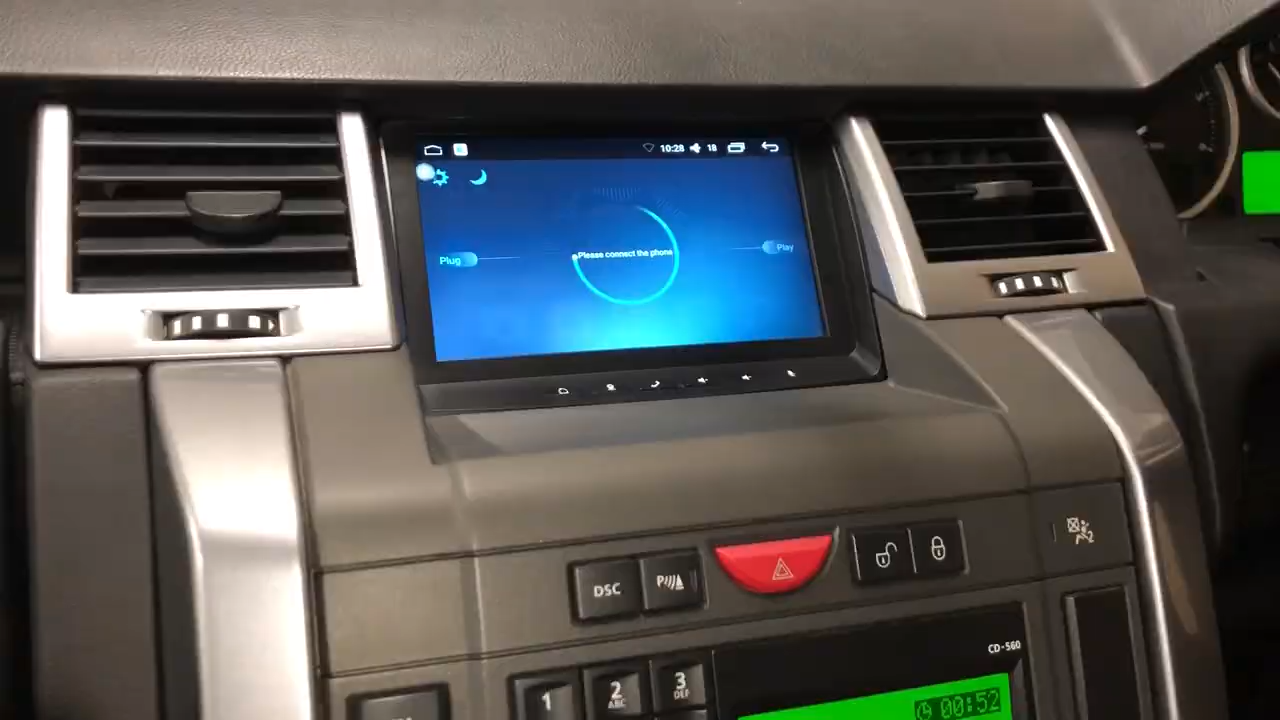 10:28 18
Please connect the phone
Plug
Play
DSC
P
2
CD-560
1
2
ABC
3
DEF
00:52